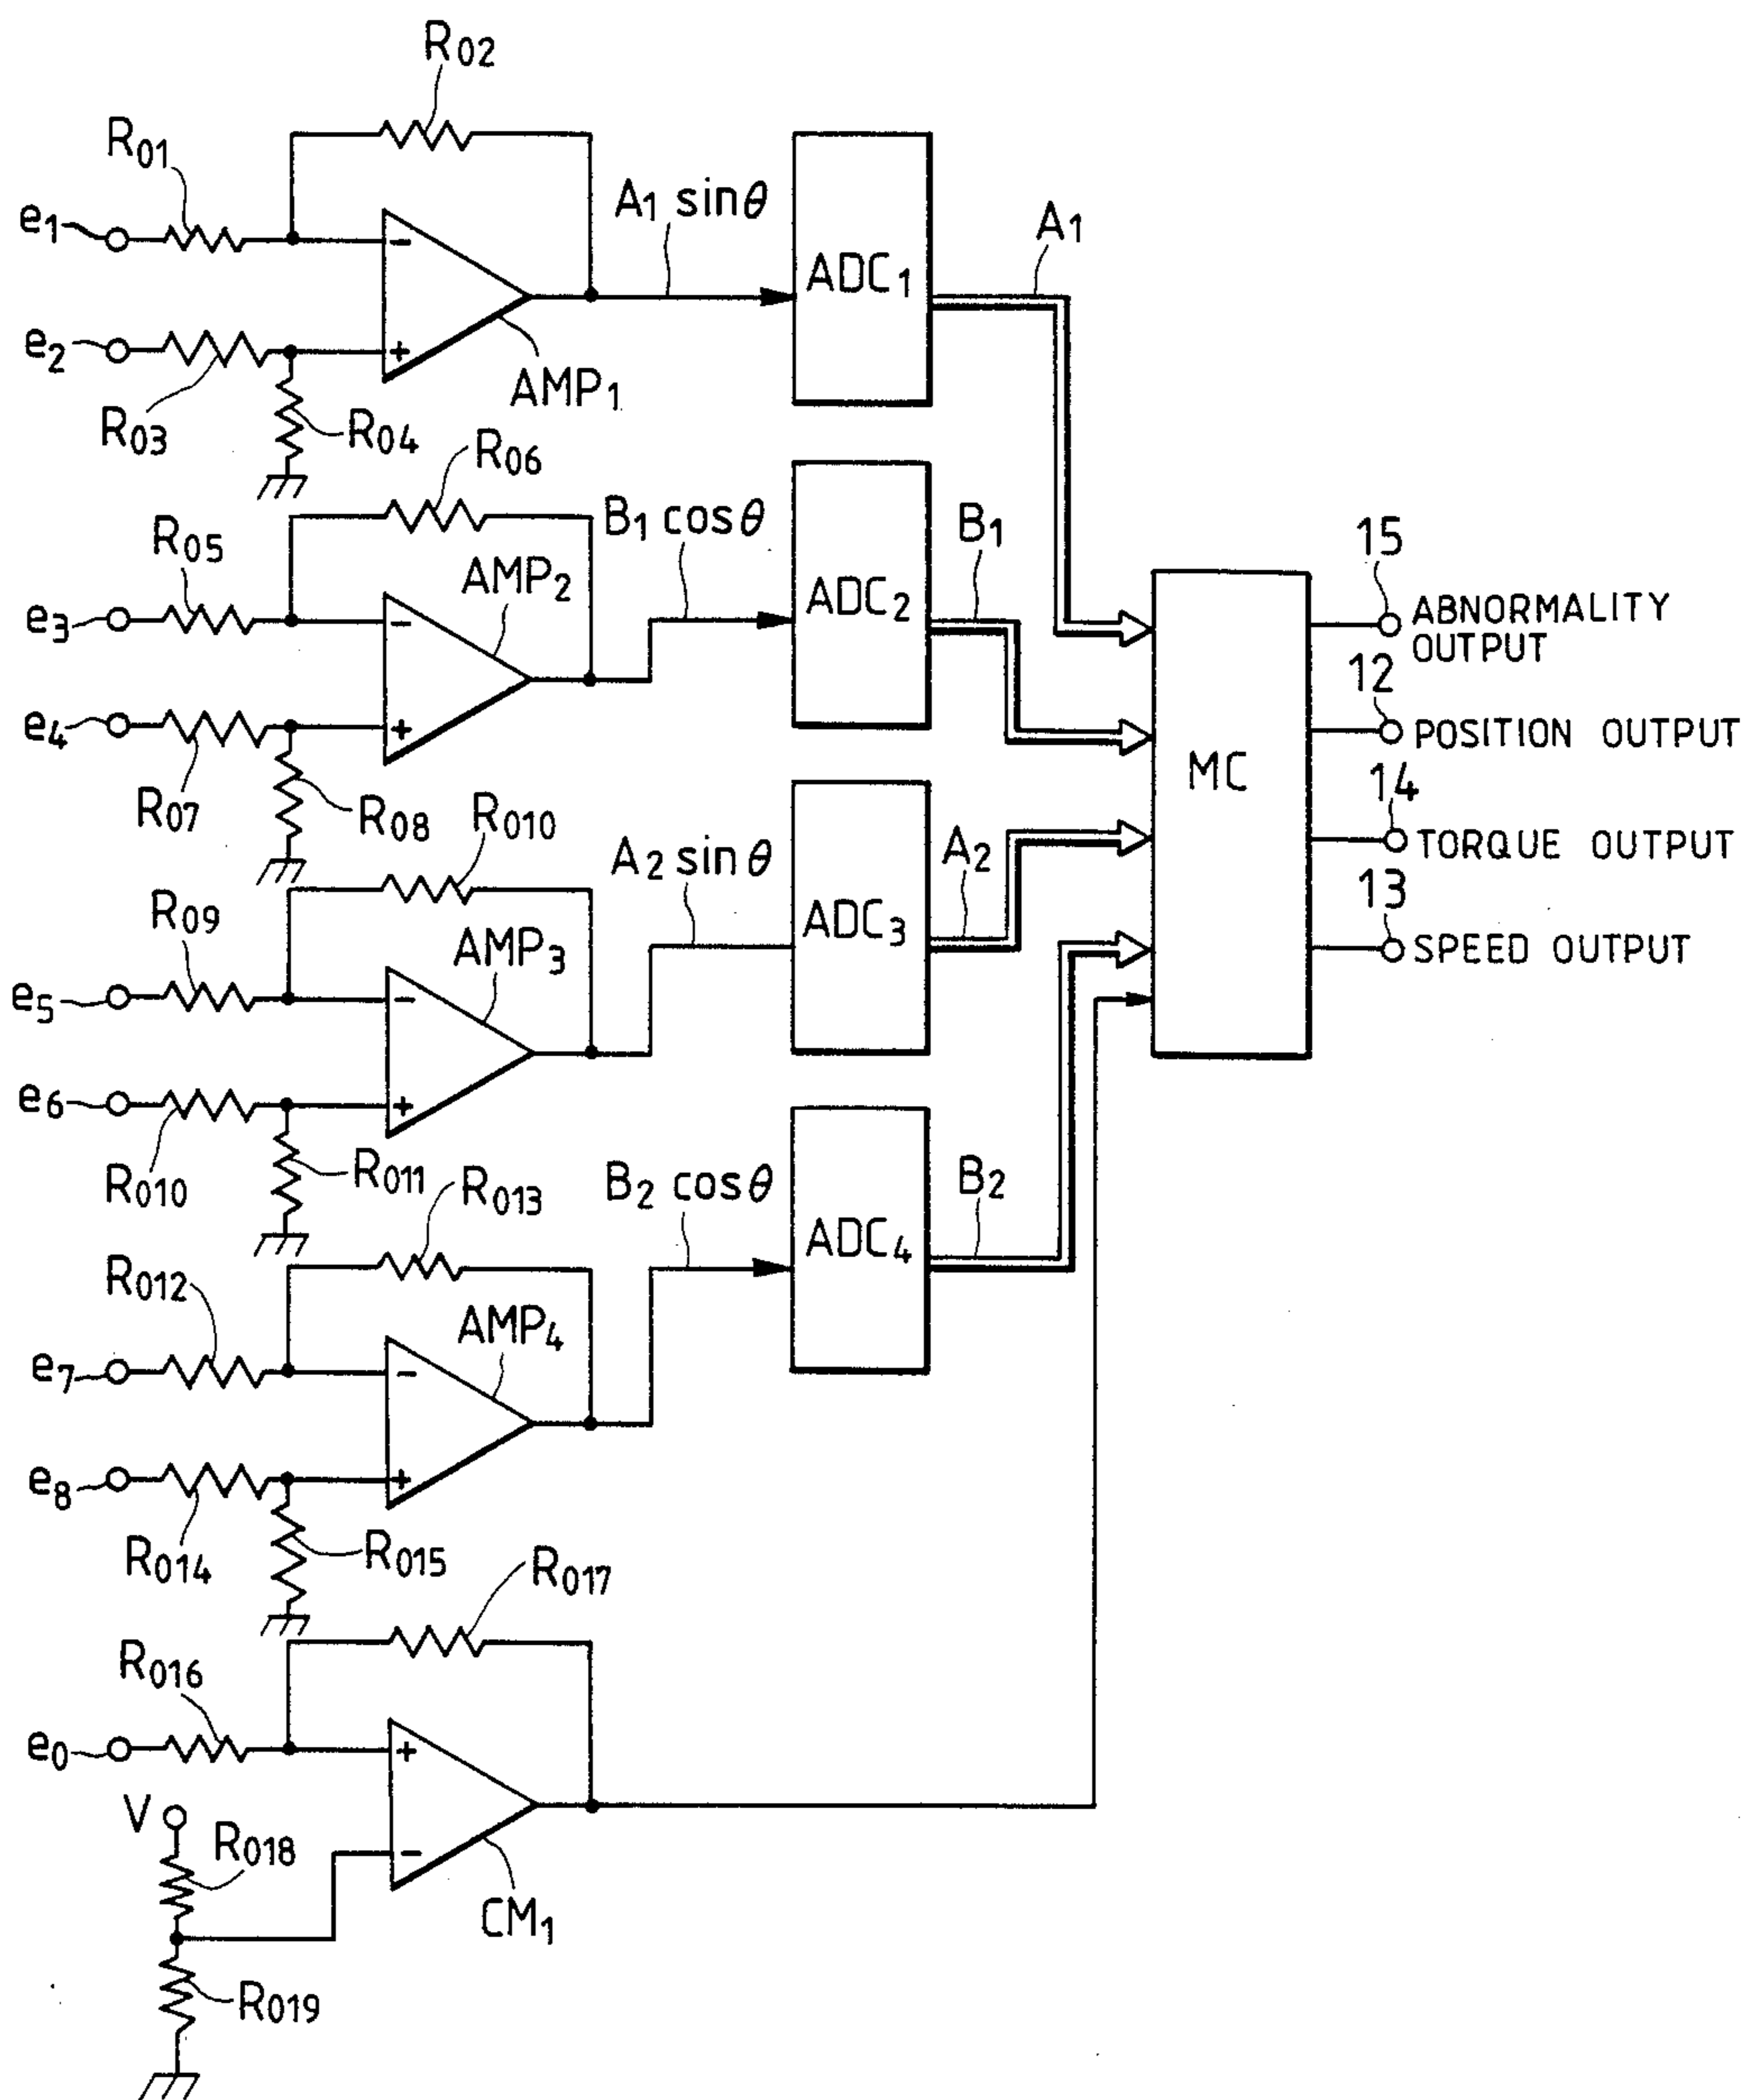 R02
R01
e1
A1 sinθ
ADC1
A1
e2
AMP1
R03
R04
R06
R05
B1 cosθ
B1
AMP2
ADC2
e3
15
ABNORMALITY
OUTPUT
12
e4
POSITION OUTPUT
MC
R07
R08
R010
14
A2 sinθ
A2
TORQUE OUTPUT
R09
AMP3
ADC3
13
SPEED OUTPUT
e5
e6
R010
R011
R013
B2 cosθ
B2
ADC4
R012
AMP4
e7
e8
R014
R015
R017
R016
e0
V
R018
CM1
R019
- + - + - + - + + -